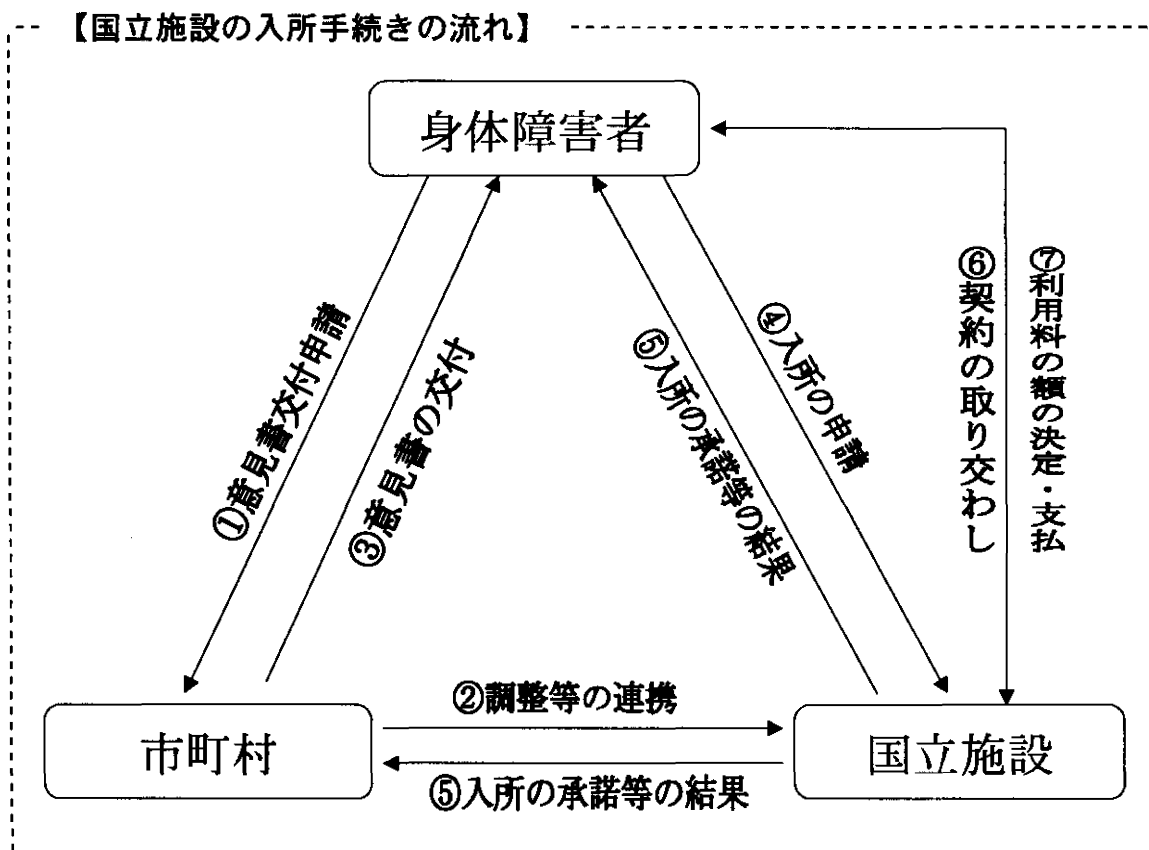 【国立施設の入所手続きの流れ】
身体障害者
①意見書交付申請
③意見書の交付
⑤入所の承諾等の結果
④入所の申請
⑥契約の取り交わし
⑦利用料の額の決定・支払
②調整等の連携
市町村
国立施設
⑤入所の承諾等の結果